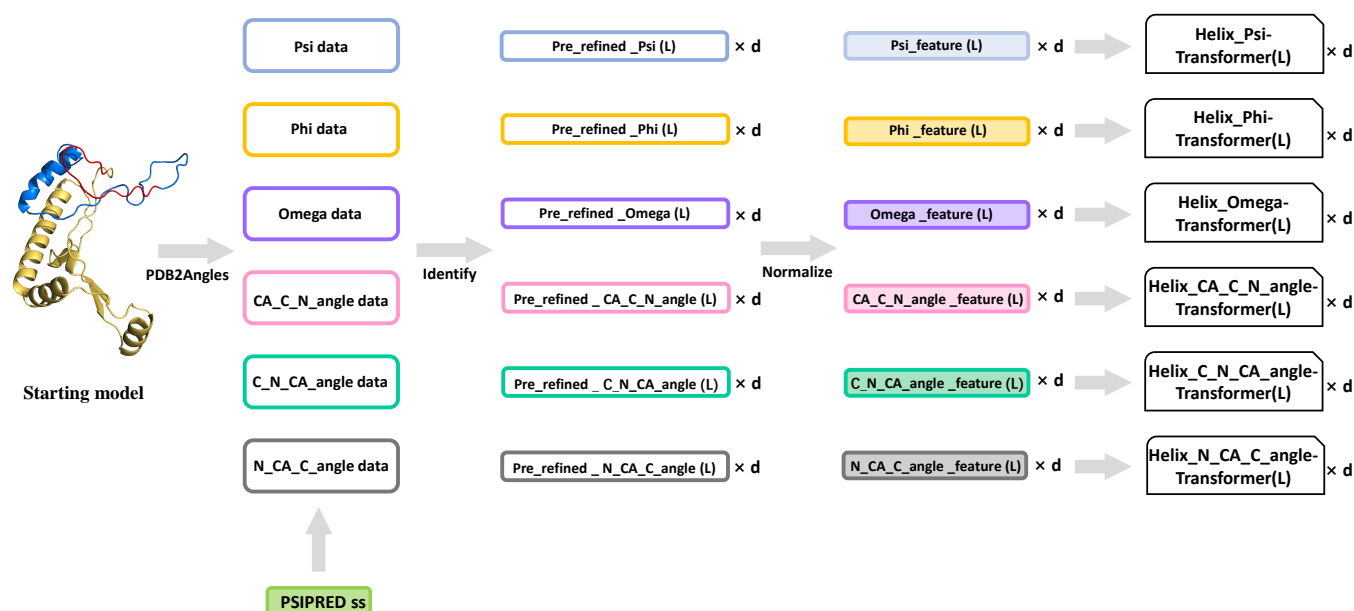 Starting model
PDB2Angles
Psi data
Phi data
Omega data
CA_C_N_angle data
C_N_CA_angle data
N_CA_C_angle data
PSIPRED ss
Identify
Pre_refined _Psi (L) × d
Pre_refined _Phi (L) × d
Pre_refined _Omega (L) × d
Pre_refined _ CA_C_N_angle (L) × d
Pre_refined _ C_N_CA_angle (L) × d
Pre_refined _ N_CA_C_angle (L) × d
Normalize
Psi_feature (L) × d
Phi _feature (L) × d
Omega _feature (L) × d
CA_C_N_angle _feature (L) × d
C_N_CA_angle _feature (L) × d
N_CA_C_angle _feature (L) × d
Helix_Psi-
Transformer(L) × d
Helix_Phi-
Transformer(L) × d
Helix_Omega-
Transformer(L) × d
Helix_CA_C_N_angle-
Transformer(L) × d
Helix_C_N_CA_angle-
Transformer(L) × d
Helix_N_CA_C_angle-
Transformer(L) × d